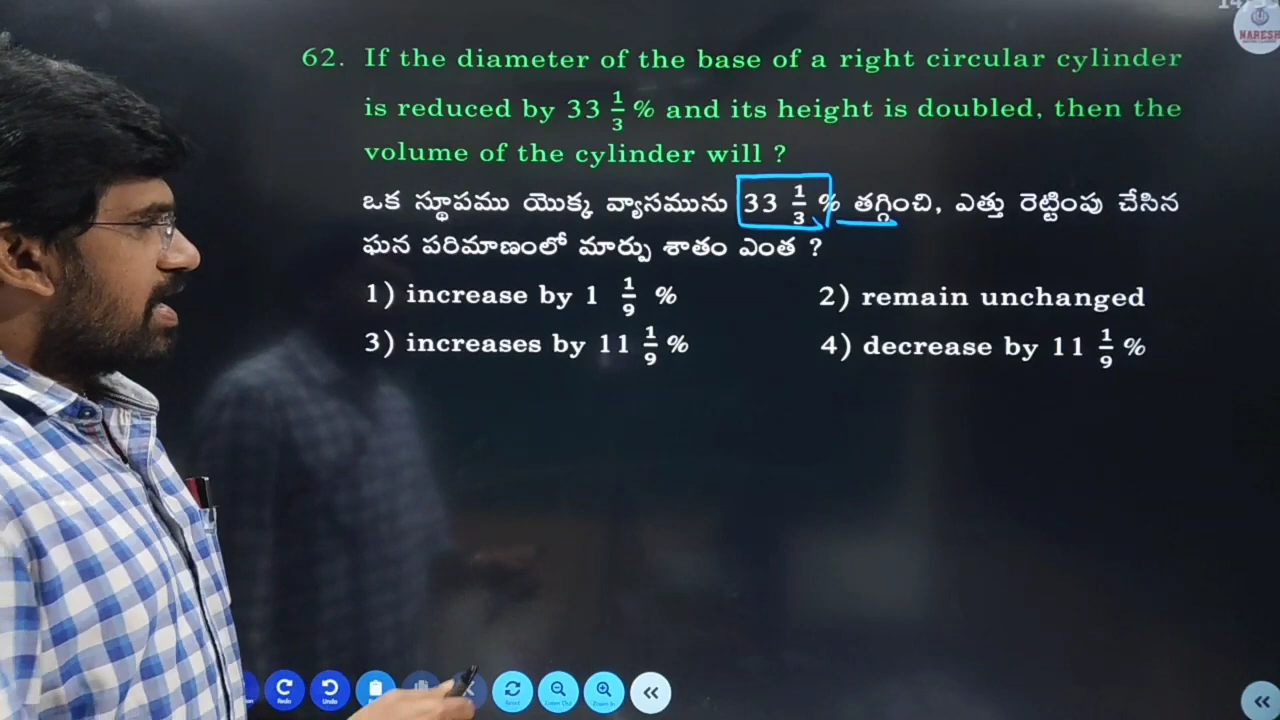 NARESH
62. If the diameter of the base of a right circular cylinder
is reduced by 33 1/3 % and its height is doubled, then the
volume of the cylinder will ?
ఒక స్థూపము యొక్క వ్యాసమును 33 1/3 % తగ్గించి, ఎత్తు రెట్టింపు చేసిన
ఘన పరిమాణంలో మార్పు శాతం ఎంత ?
1) increase by 1 1/9 % 2) remain unchanged
3) increases by 11 1/9 % 4) decrease by 11 1/9 %
Redo Undo